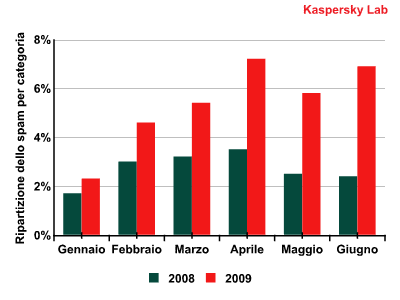 Kaspersky Lab
Ripartizione dello spam per categoria
8%
6%
4%
2%
0%
Gennaio Febbraio Marzo Aprile Maggio Giugno
2008 2009